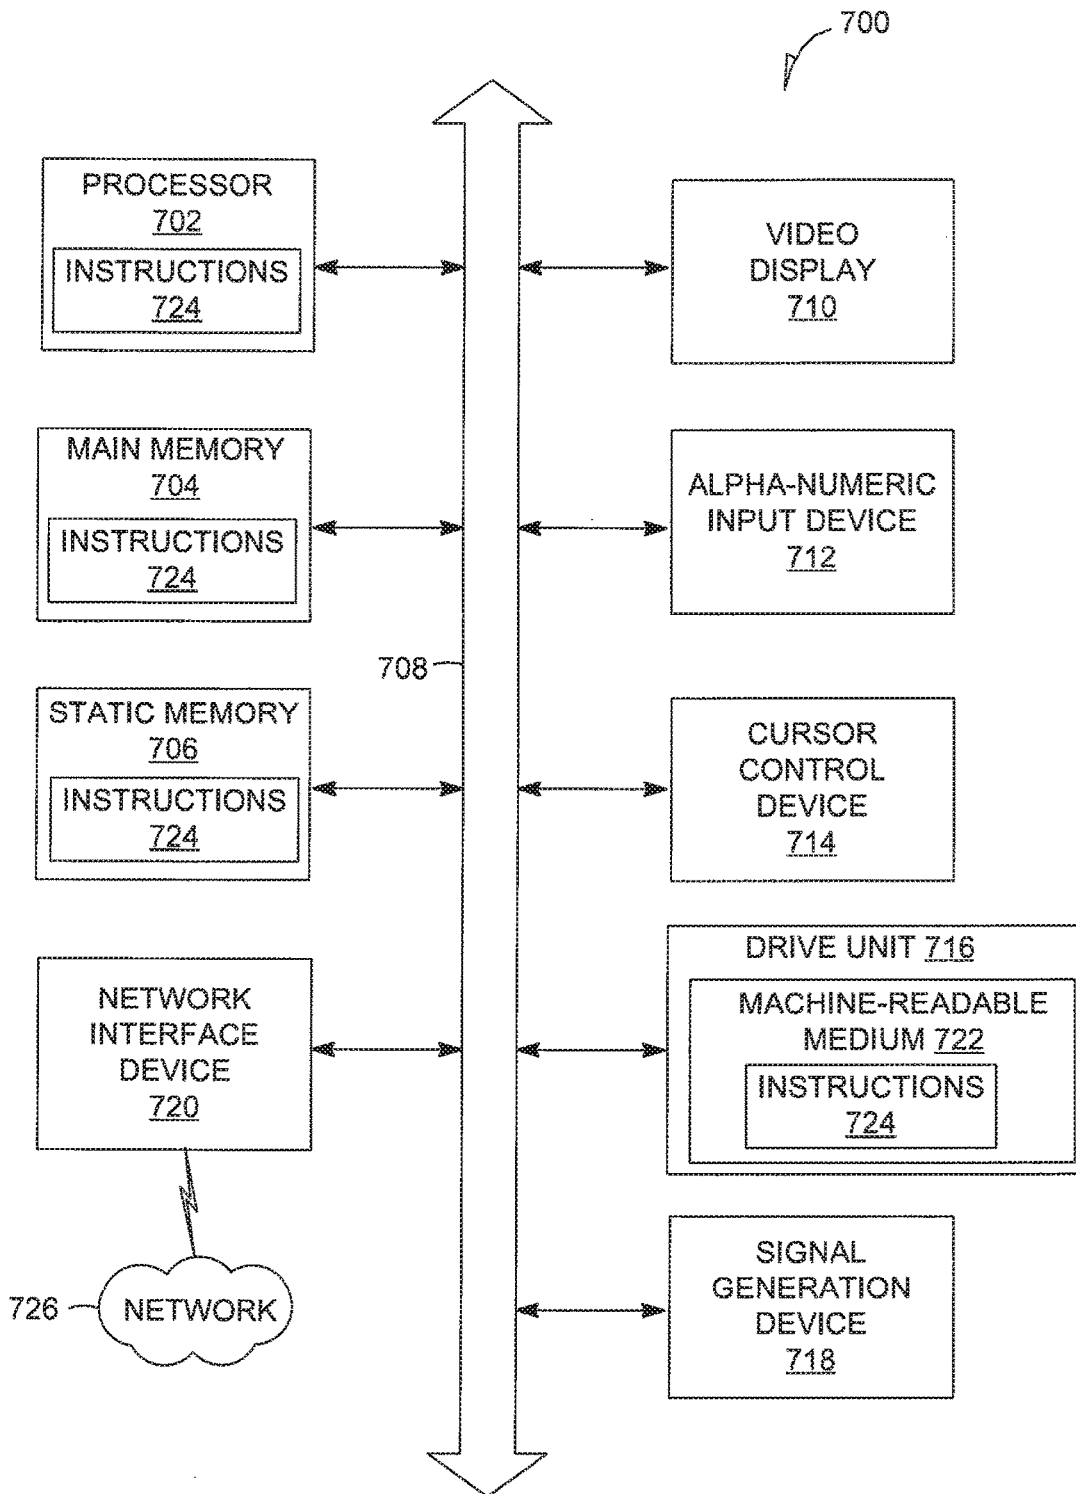 700
PROCESSOR
702
INSTRUCTIONS
724
VIDEO
DISPLAY
710
MAIN MEMORY
704
INSTRUCTIONS
724
ALPHA-NUMERIC
INPUT DEVICE
712
708
STATIC MEMORY
706
INSTRUCTIONS
724
CURSOR
CONTROL
DEVICE
714
NETWORK
INTERFACE
DEVICE
720
DRIVE UNIT 716
MACHINE-READABLE
MEDIUM 722
INSTRUCTIONS
724
726
NETWORK
SIGNAL
GENERATION
DEVICE
718